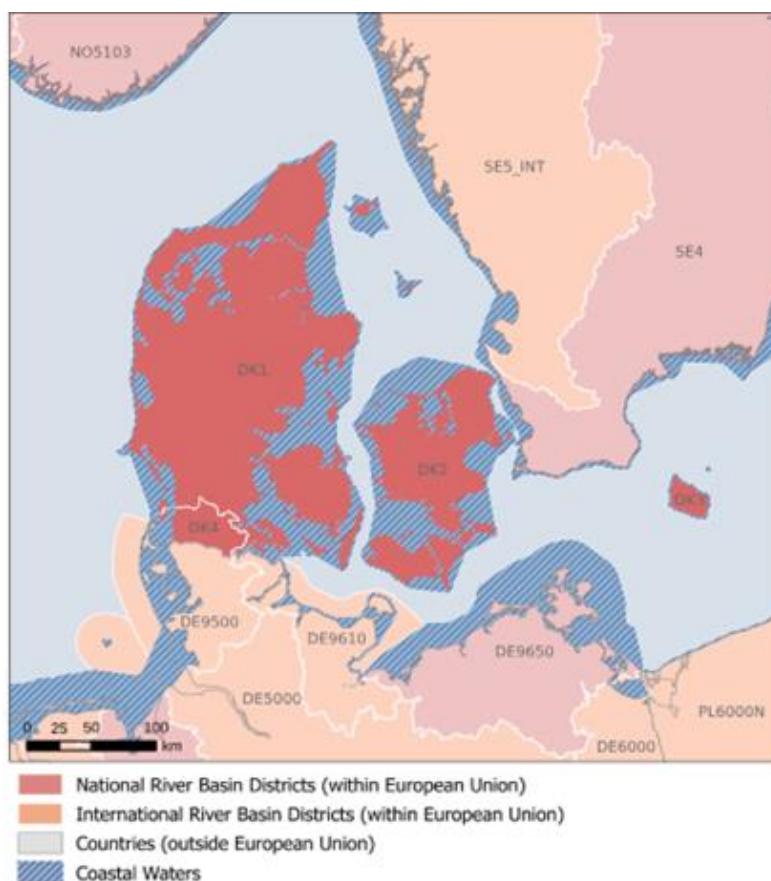 NO5103
SE5_INT
SE4
DK1
DK2
DK3
DK4
DE9500
DE9610
DE9650
DE5000
PL6000N
DE6000
0 25 50 100
km
National River Basin Districts (within European Union)
International River Basin Districts (within European Union)
Countries (outside European Union)
Coastal Waters